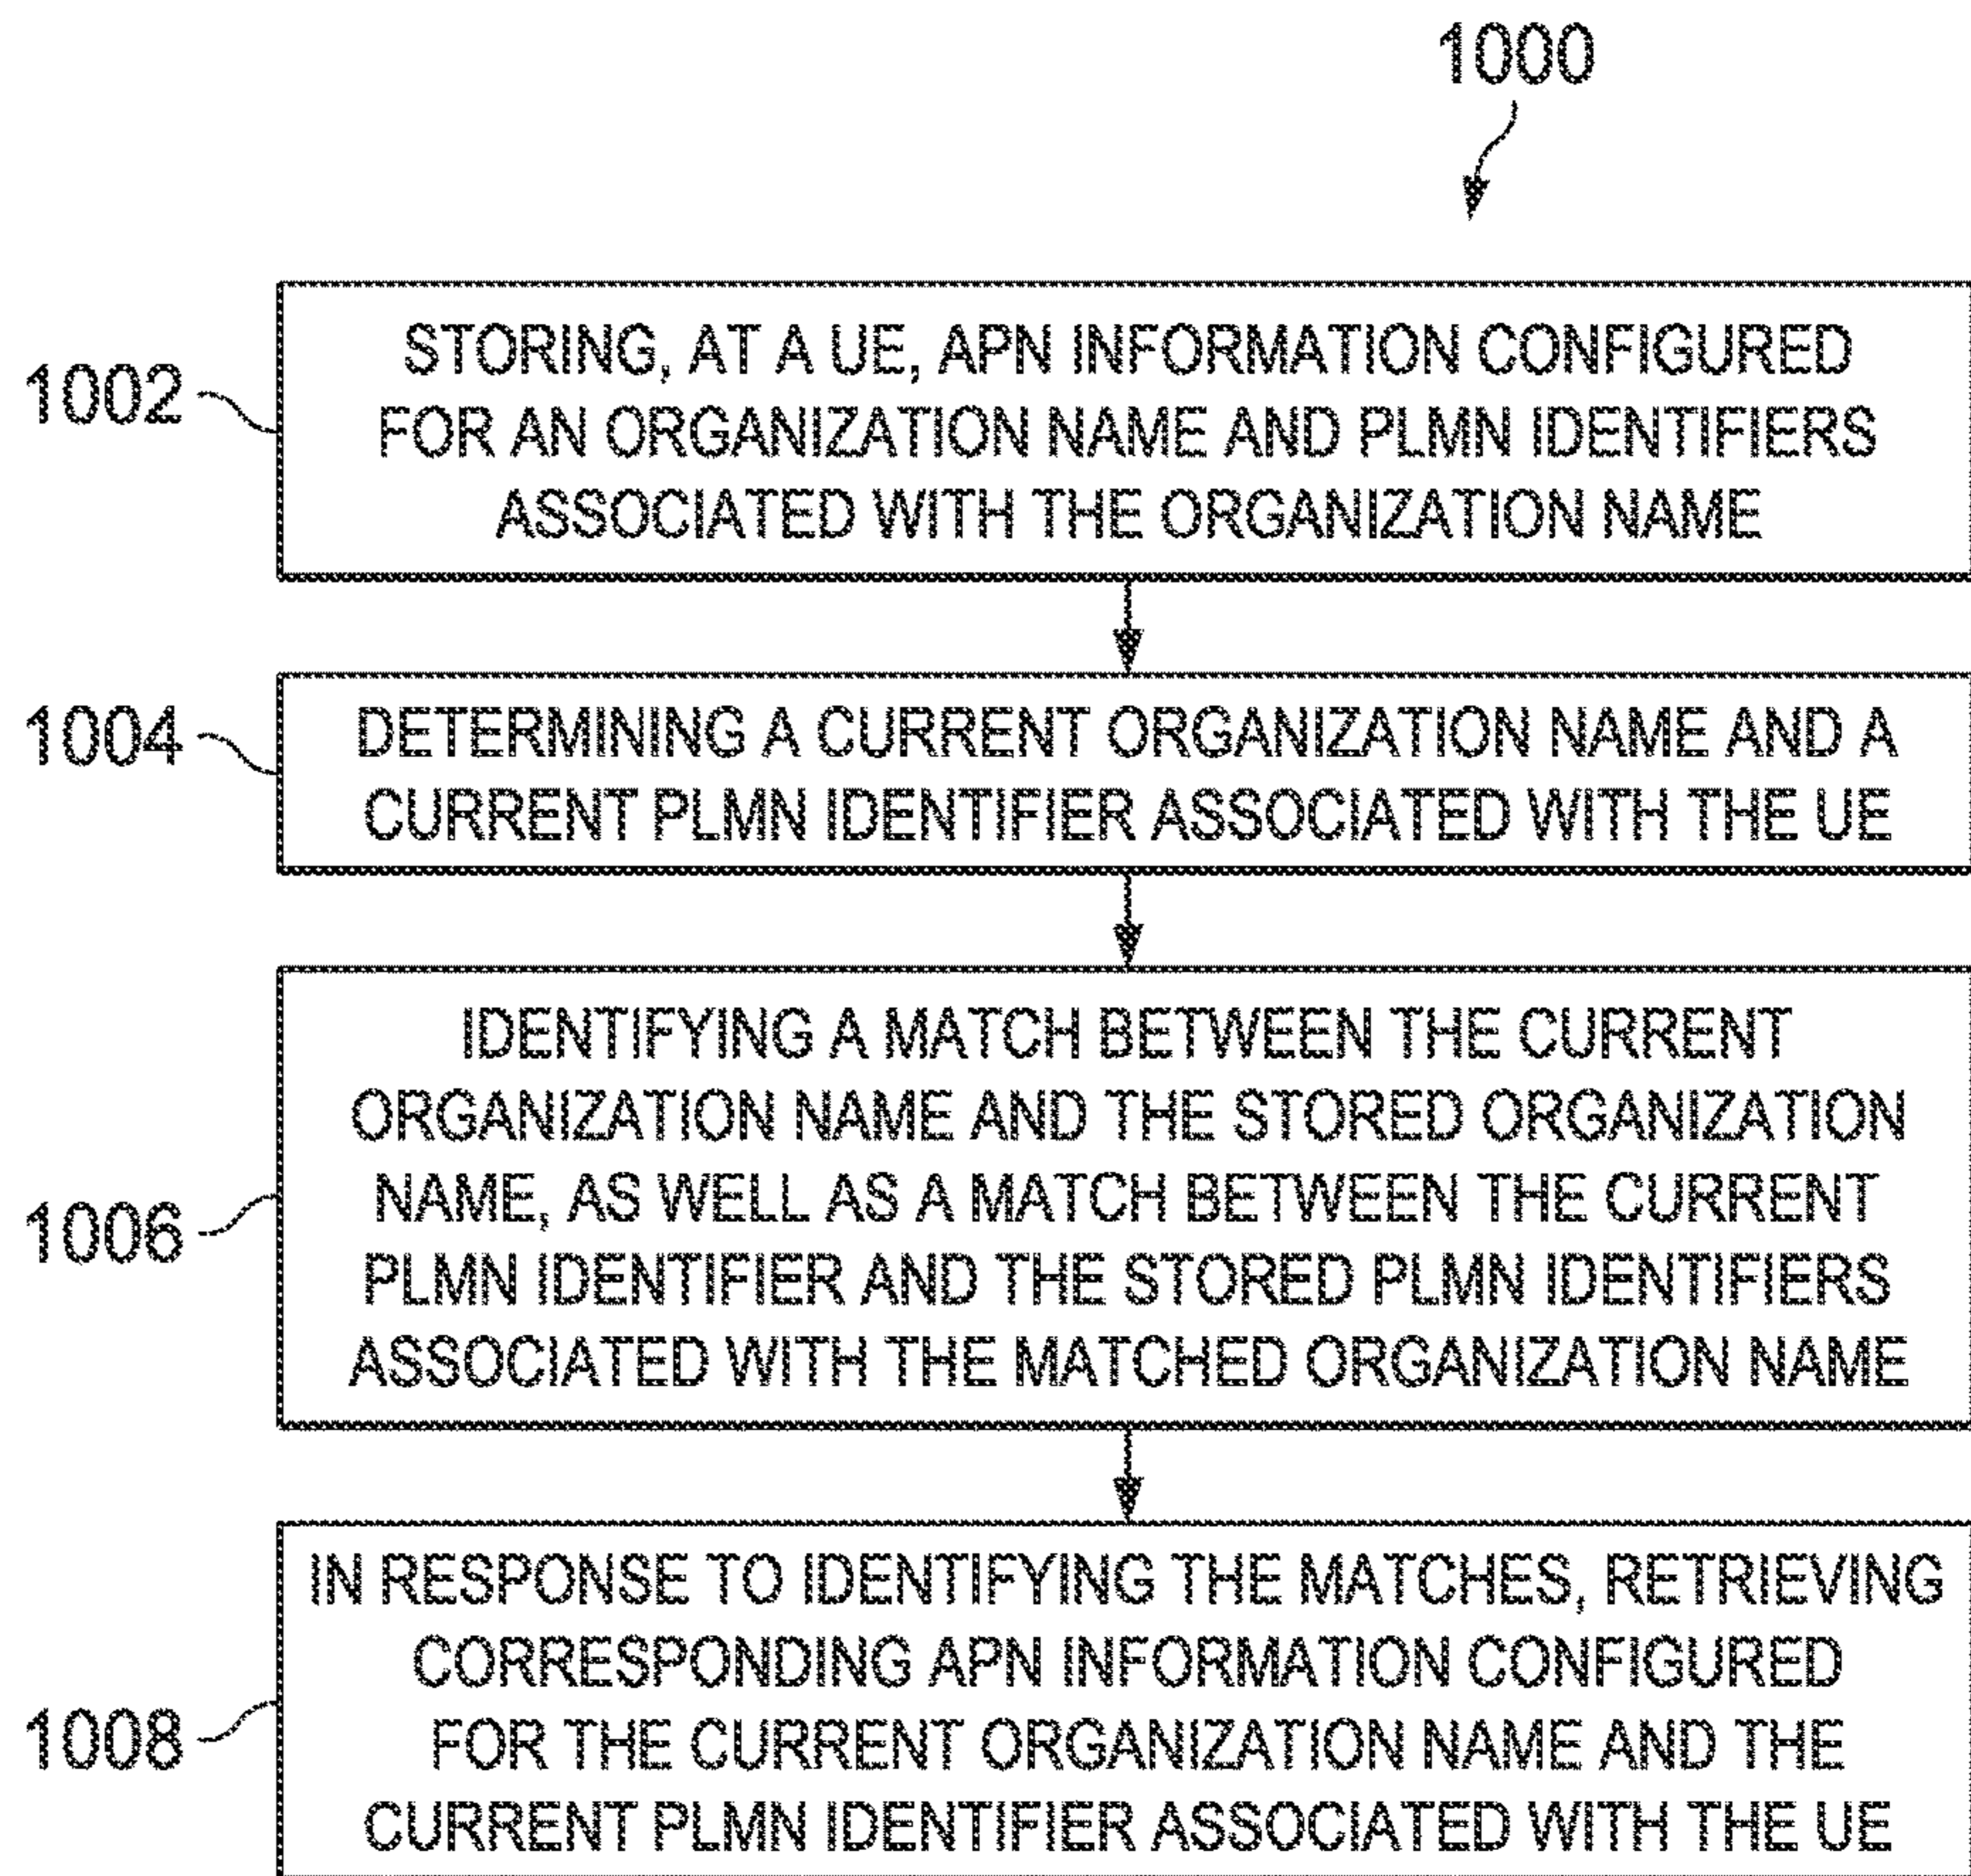 1000
1002
STORING, AT A UE, APN INFORMATION CONFIGURED
FOR AN ORGANIZATION NAME AND PLMN IDENTIFIERS
ASSOCIATED WITH THE ORGANIZATION NAME
1004
DETERMINING A CURRENT ORGANIZATION NAME AND A
CURRENT PLMN IDENTIFIER ASSOCIATED WITH THE UE
1006
IDENTIFYING A MATCH BETWEEN THE CURRENT
ORGANIZATION NAME AND THE STORED ORGANIZATION
NAME, AS WELL AS A MATCH BETWEEN THE CURRENT
PLMN IDENTIFIER AND THE STORED PLMN IDENTIFIERS
ASSOCIATED WITH THE MATCHED ORGANIZATION NAME
1008
IN RESPONSE TO IDENTIFYING THE MATCHES, RETRIEVING
CORRESPONDING APN INFORMATION CONFIGURED
FOR THE CURRENT ORGANIZATION NAME AND THE
CURRENT PLMN IDENTIFIER ASSOCIATED WITH THE UE